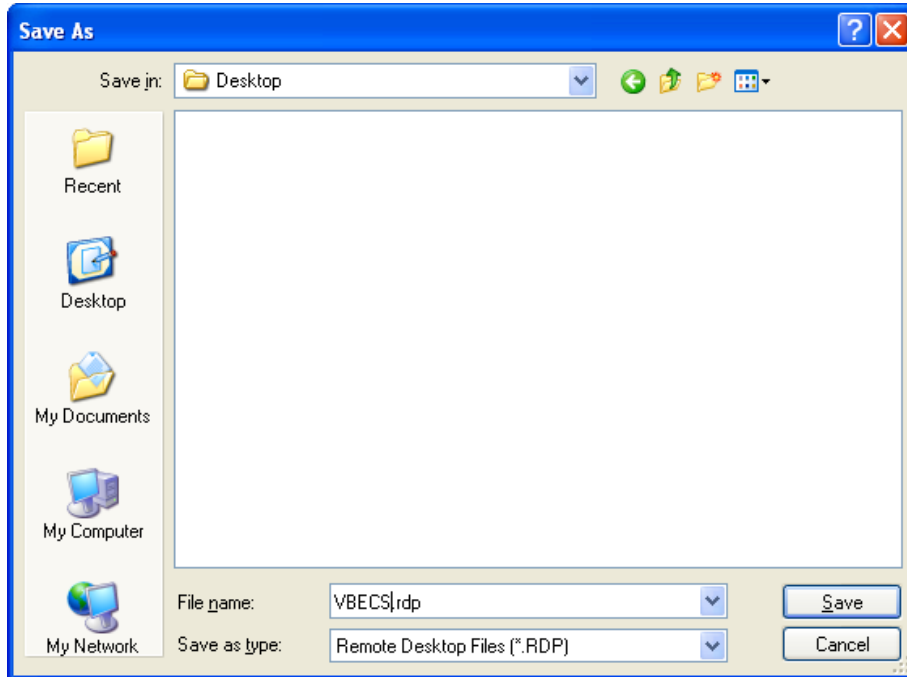 Save As
Save in: Desktop
Recent
Desktop
My Documents
My Computer
My Network
File name: VBECS.rdp Save
Save as type: Remote Desktop Files (*.RDP) Cancel